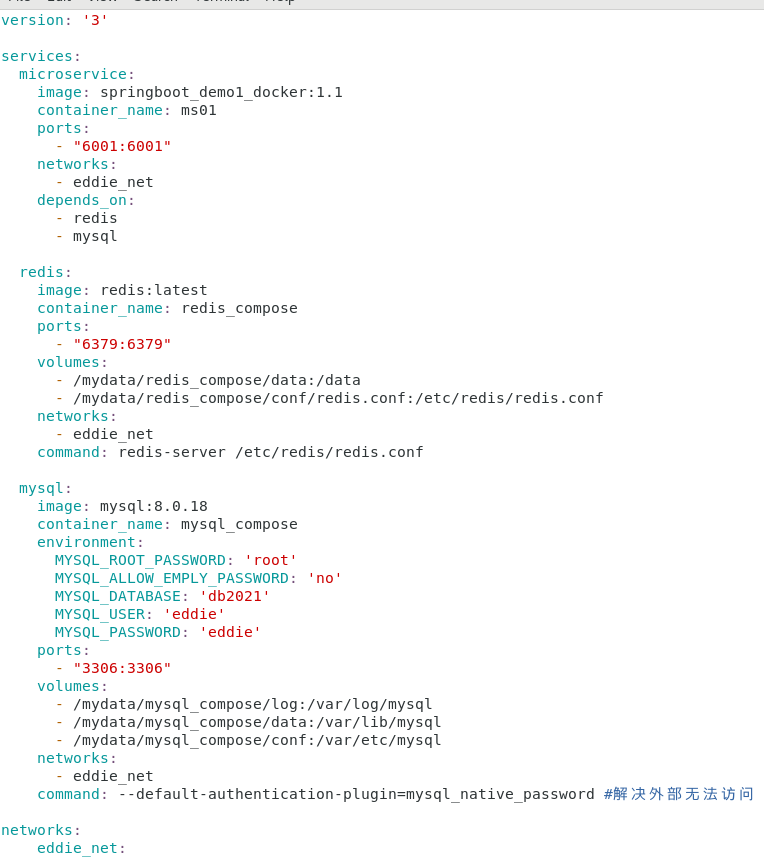 version: '3'
services:
microservice:
image: springboot_demo1_docker:1.1
container_name: ms01
ports:
- "6001:6001"
networks:
- eddie_net
depends_on:
- redis
- mysql
redis:
image: redis:latest
container_name: redis_compose
ports:
- "6379:6379"
volumes:
- /mydata/redis_compose/data:/data
- /mydata/redis_compose/conf/redis.conf:/etc/redis/redis.conf
networks:
- eddie_net
command: redis-server /etc/redis/redis.conf
mysql:
image: mysql:8.0.18
container_name: mysql_compose
environment:
MYSQL_ROOT_PASSWORD: 'root'
MYSQL_ALLOW_EMPLY_PASSWORD: 'no'
MYSQL_DATABASE: 'db2021'
MYSQL_USER: 'eddie'
MYSQL_PASSWORD: 'eddie'
ports:
- "3306:3306"
volumes:
- /mydata/mysql_compose/log:/var/log/mysql
- /mydata/mysql_compose/data:/var/lib/mysql
- /mydata/mysql_compose/conf:/var/etc/mysql
networks:
- eddie_net
command: --default-authentication-plugin=mysql_native_password #解决外部无法访问
networks:
eddie_net: